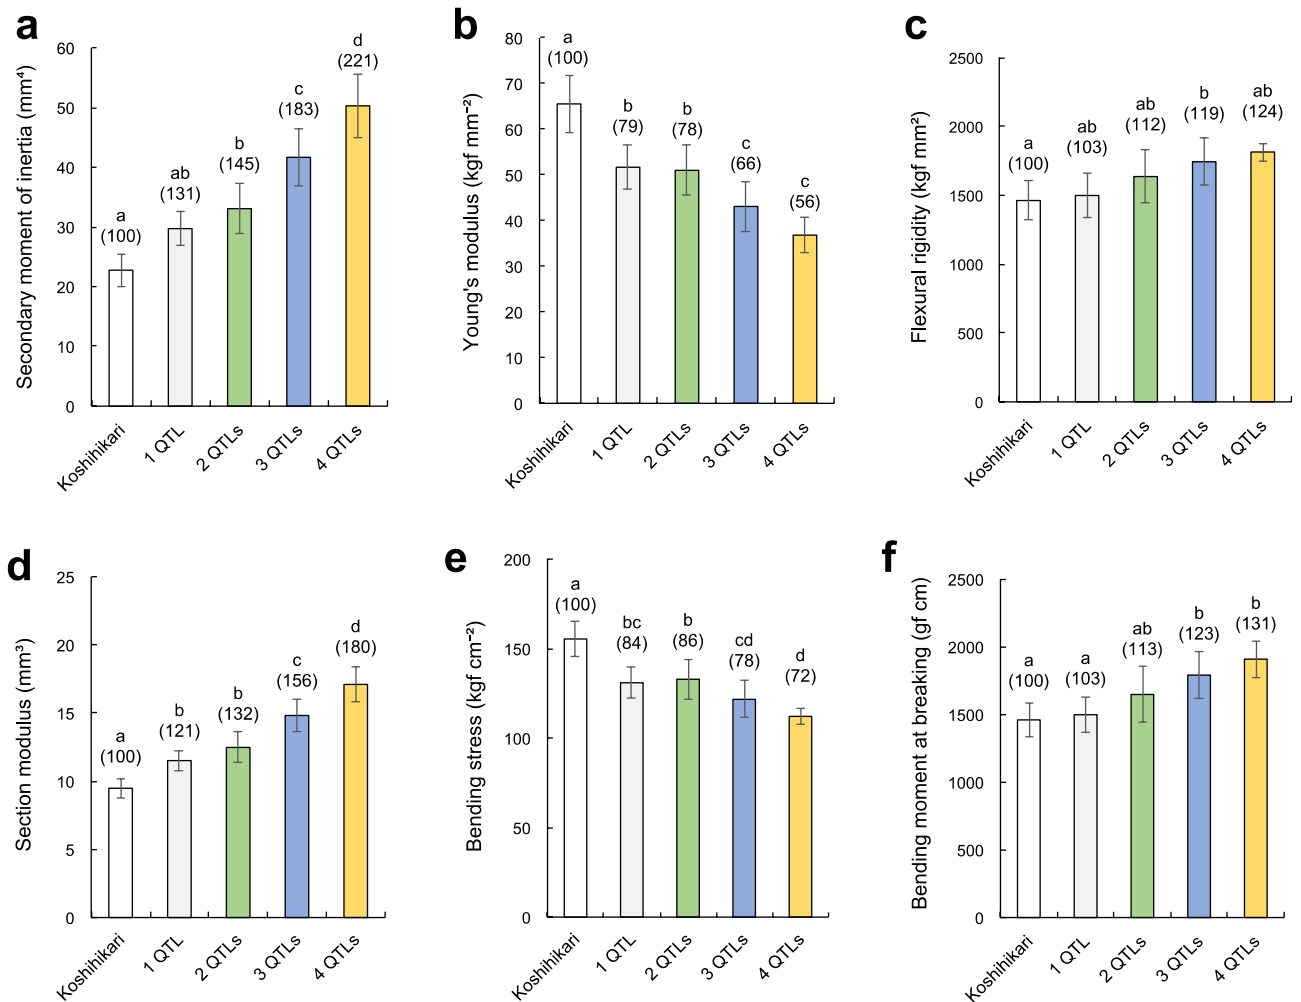 a
Secondary moment of inertia (mm⁴)
60
50
40
30
20
10
0
a
(100)
ab
(131)
b
(145)
c
(183)
d
(221)
Koshihikari
1 QTL
2 QTLs
3 QTLs
4 QTLs
b
Young's modulus (kgf mm⁻²)
80
70
60
50
40
30
20
10
0
a
(100)
b
(79)
b
(78)
c
(66)
c
(56)
Koshihikari
1 QTL
2 QTLs
3 QTLs
4 QTLs
c
Flexural rigidity (kgf mm²)
2500
2000
1500
1000
500
0
a
(100)
ab
(103)
ab
(112)
b
(119)
ab
(124)
Koshihikari
1 QTL
2 QTLs
3 QTLs
4 QTLs
d
Section modulus (mm³)
25
20
15
10
5
0
a
(100)
b
(121)
b
(132)
c
(156)
d
(180)
Koshihikari
1 QTL
2 QTLs
3 QTLs
4 QTLs
e
Bending stress (kgf cm⁻²)
200
150
100
50
0
a
(100)
bc
(84)
b
(86)
cd
(78)
d
(72)
Koshihikari
1 QTL
2 QTLs
3 QTLs
4 QTLs
f
Bending moment at breaking (gf cm)
2500
2000
1500
1000
500
0
a
(100)
a
(103)
ab
(113)
b
(123)
b
(131)
Koshihikari
1 QTL
2 QTLs
3 QTLs
4 QTLs